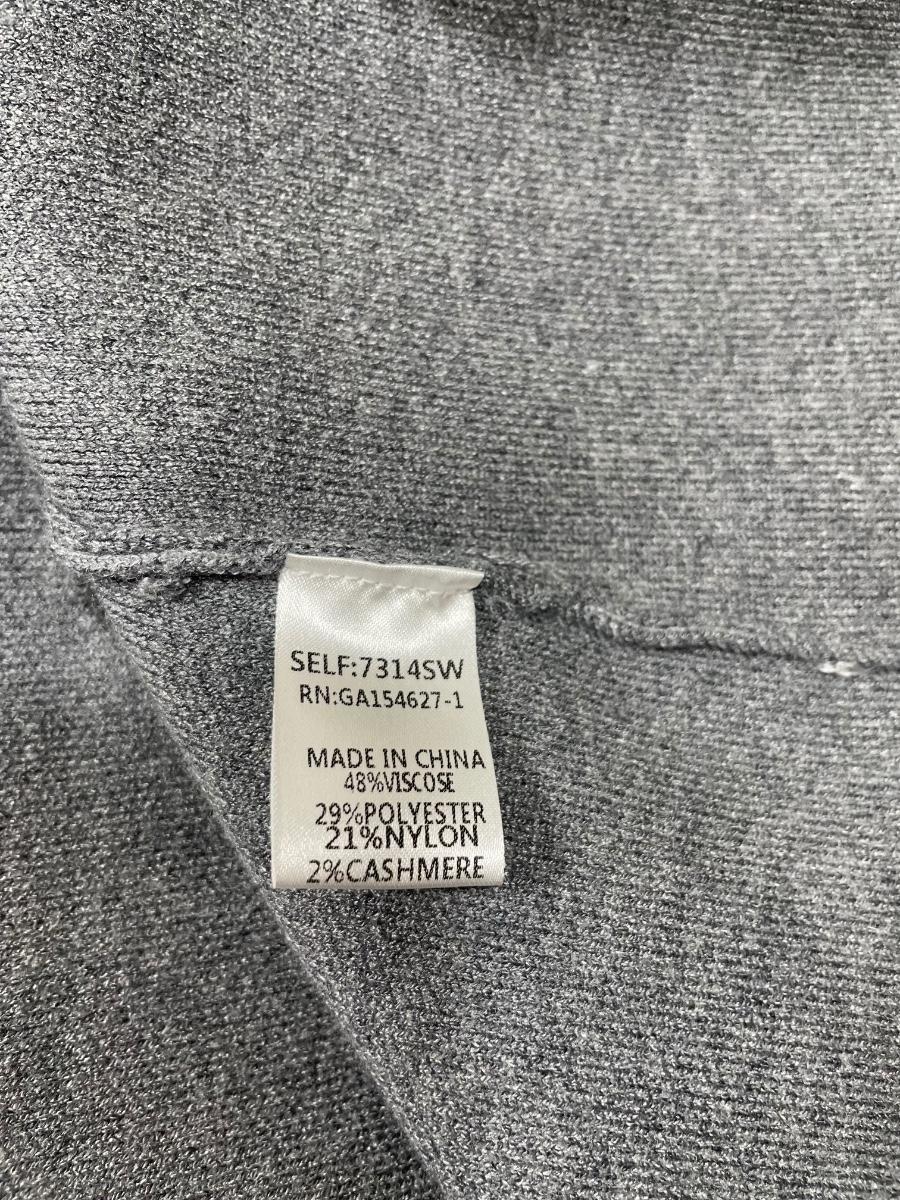 SELF:7314SW
RN:GA154627-1
MADE IN CHINA
48%VISCOSE
29%POLYESTER
21%NYLON
2%CASHMERE